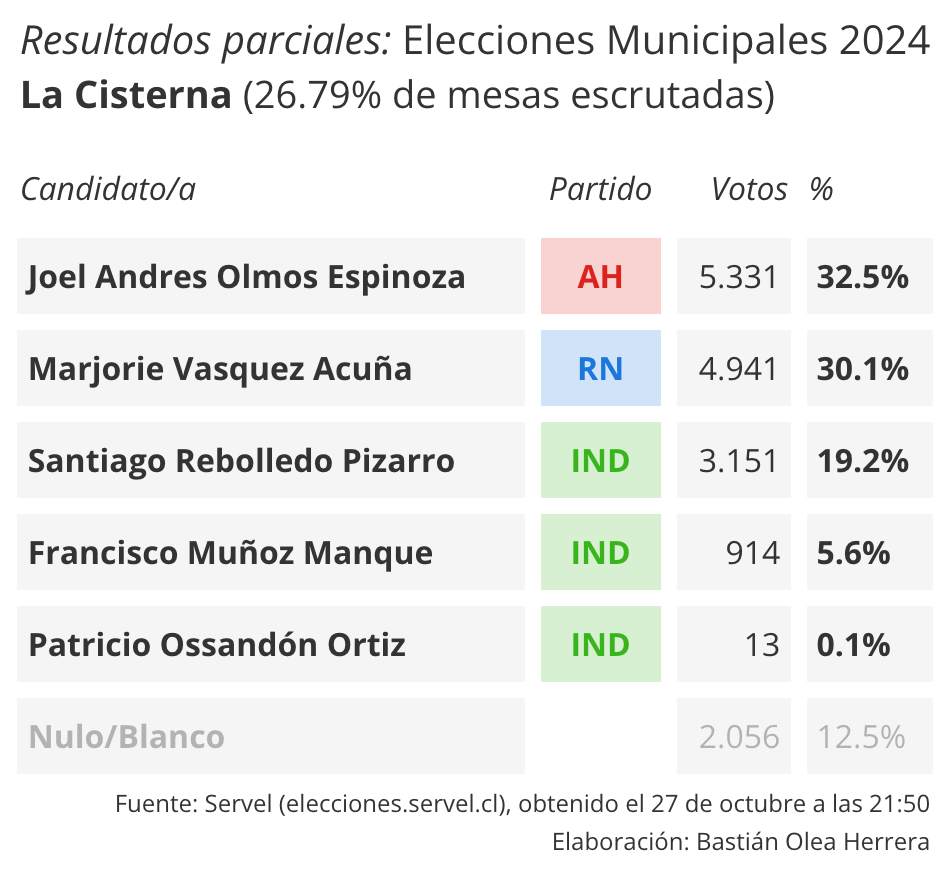 Resultados parciales: Elecciones Municipales 2024
La Cisterna (26.79% de mesas escrutadas)
Candidato/a Partido Votos %
Joel Andres Olmos Espinoza AH 5.331 32.5%
Marjorie Vasquez Acuña RN 4.941 30.1%
Santiago Rebolledo Pizarro IND 3.151 19.2%
Francisco Muñoz Manque IND 914 5.6%
Patricio Ossandón Ortiz IND 13 0.1%
Nulo/Blanco 2.056 12.5%
Fuente: Servel (elecciones.servel.cl), obtenido el 27 de octubre a las 21:50
Elaboración: Bastián Olea Herrera